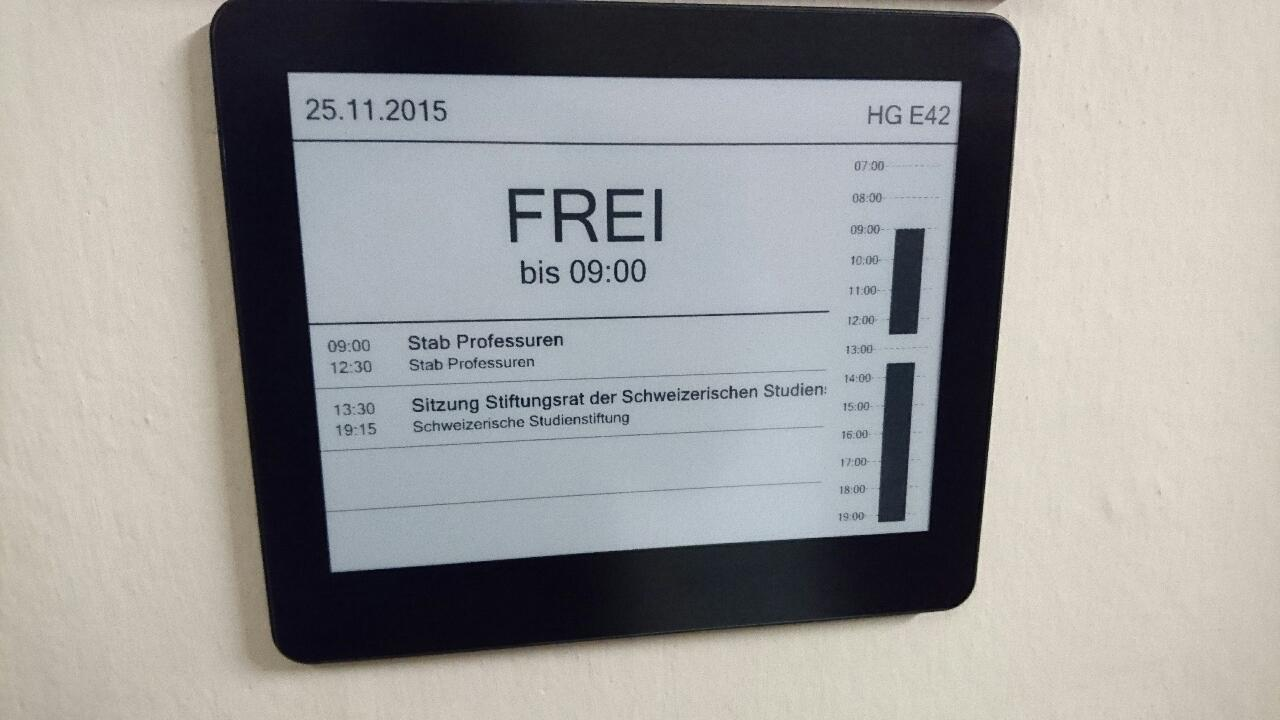 25.11.2015
HG E42
FREI
bis 09:00
09:00 Stab Professuren
12:30 Stab Professuren
13:30 Sitzung Stiftungsrat der Schweizerischen Studien
19:15 Schweizerische Studienstiftung
07:00
08:00
09:00
10:00
11:00
12:00
13:00
14:00
15:00
16:00
17:00
18:00
19:00